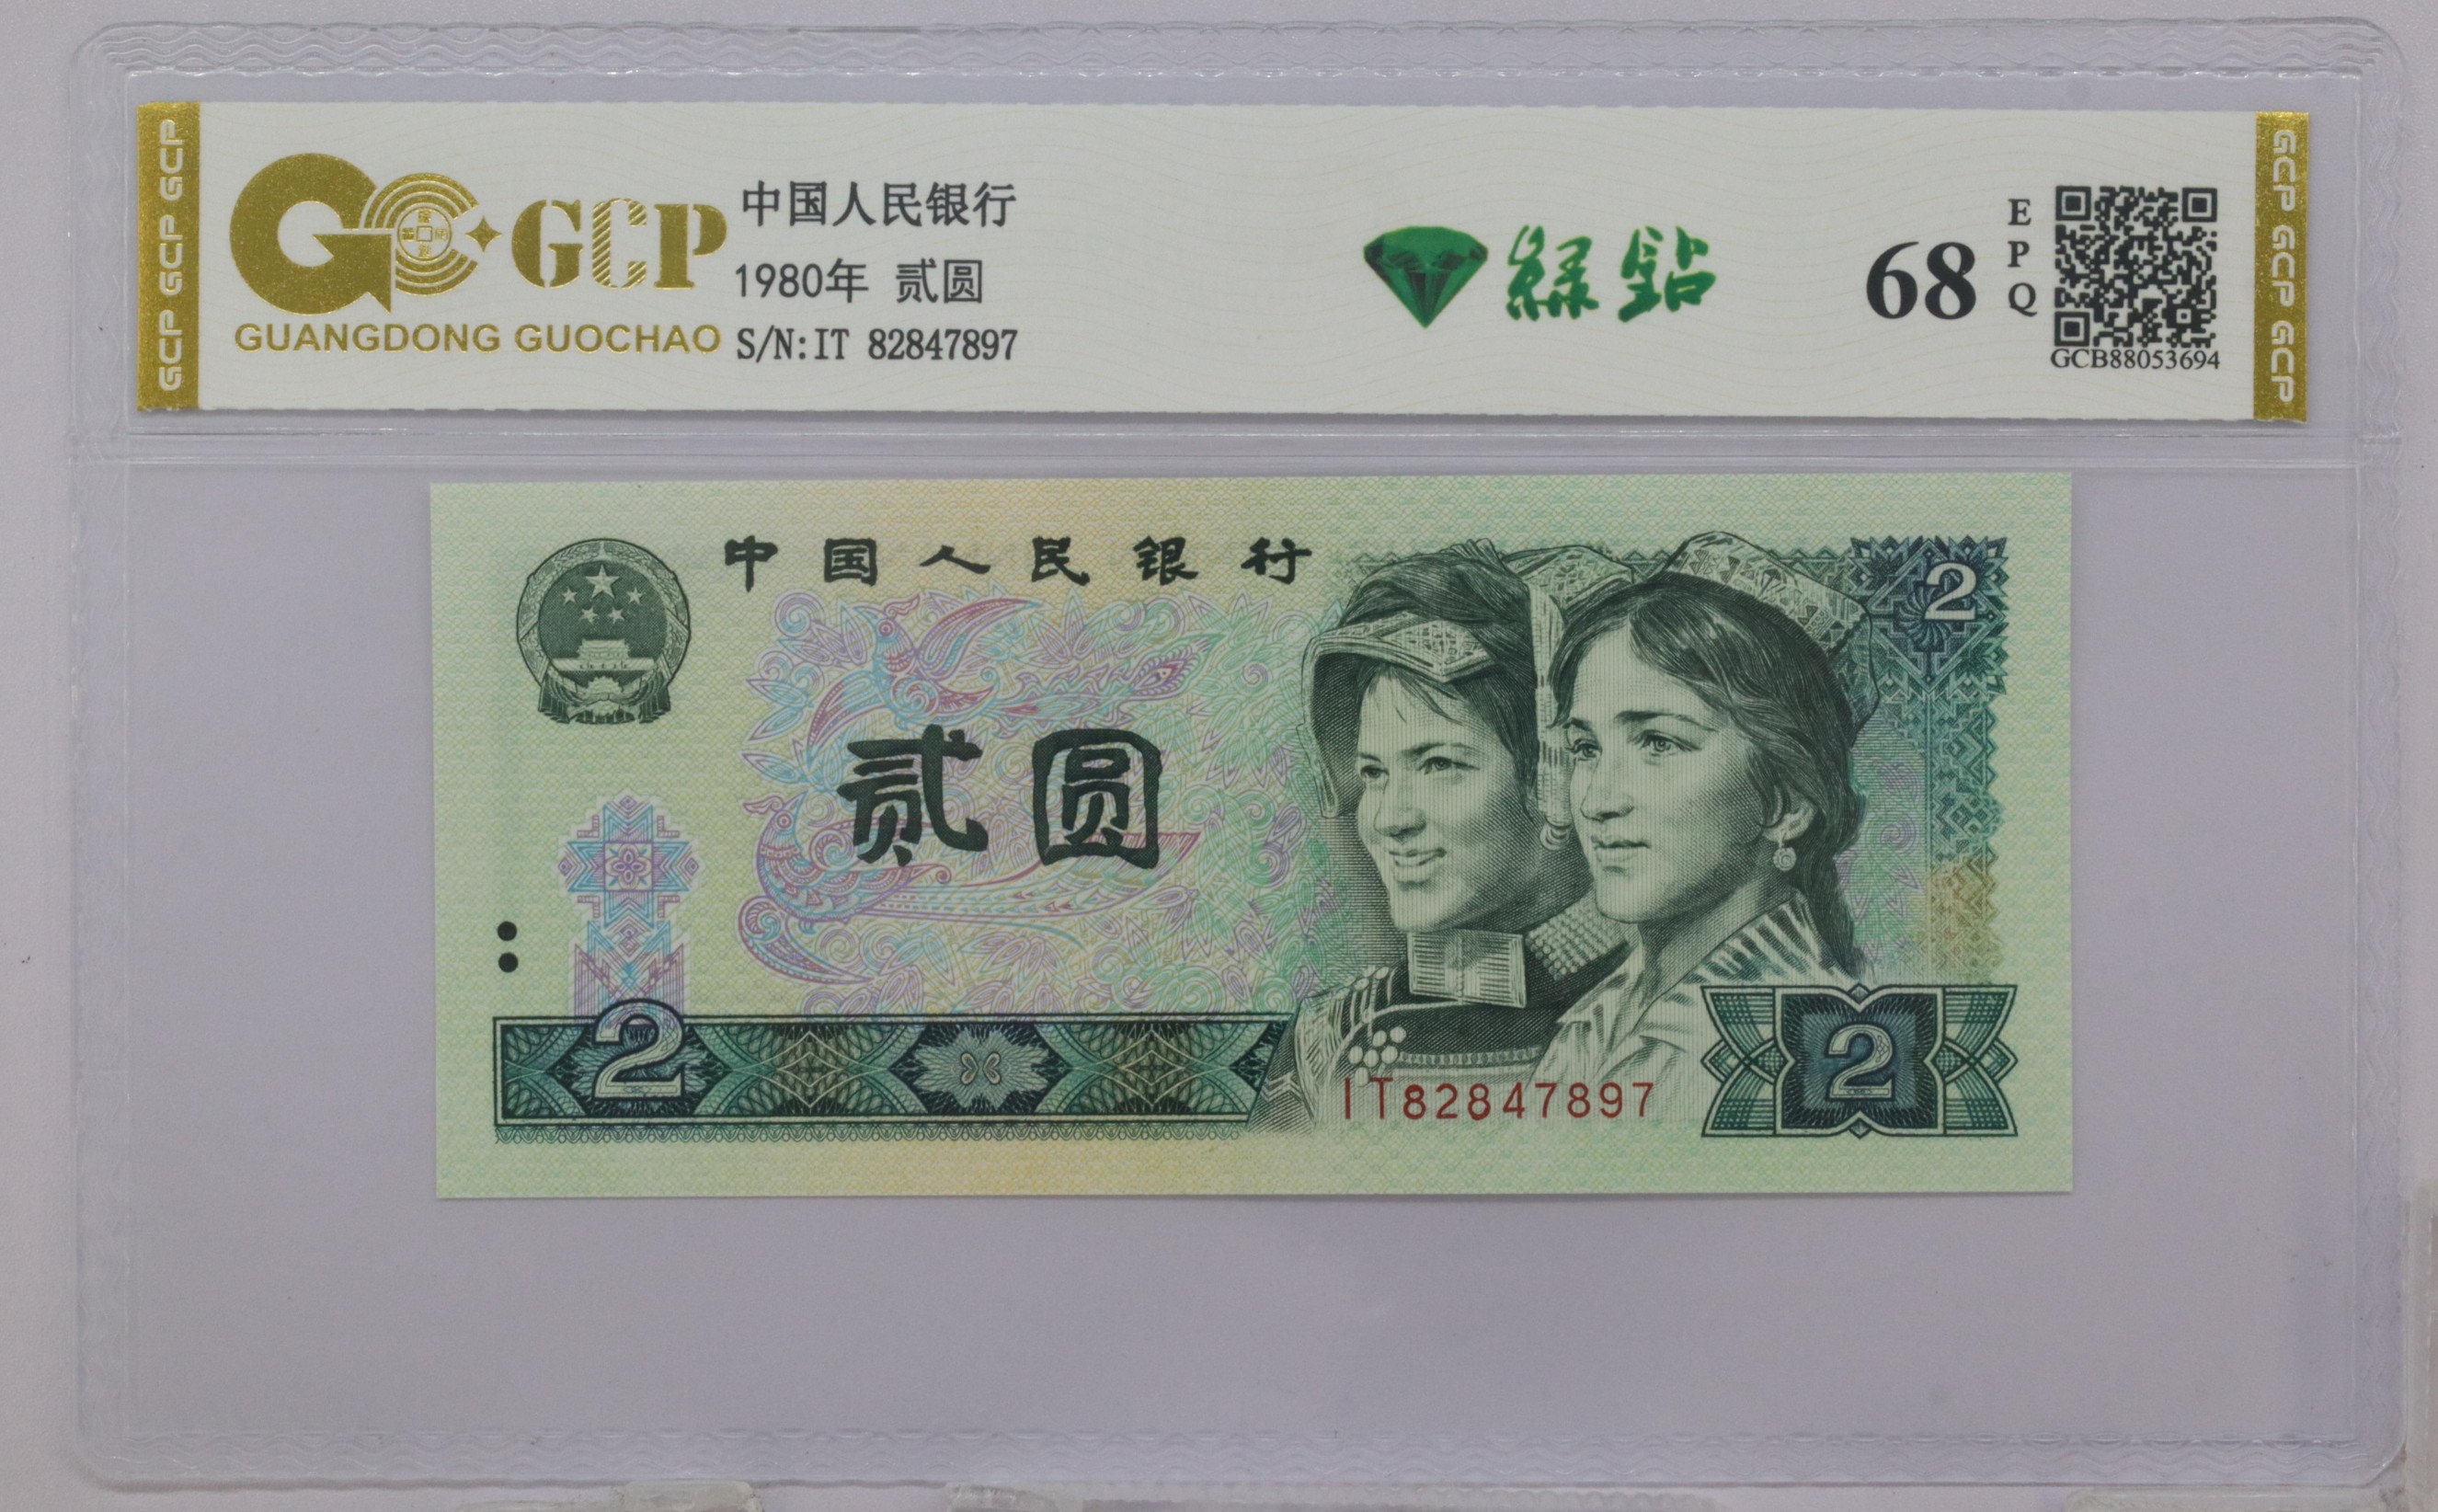 GCP GCP GCP
GCP
GUANGDONG GUOCHAO
中国人民银行
1980年 贰圆
S/N:IT 82847897
綠鉆
68
EPQ
GCB88053694
GCP GCP GCP
中国人民银行
2
贰圆
2
IT82847897
2